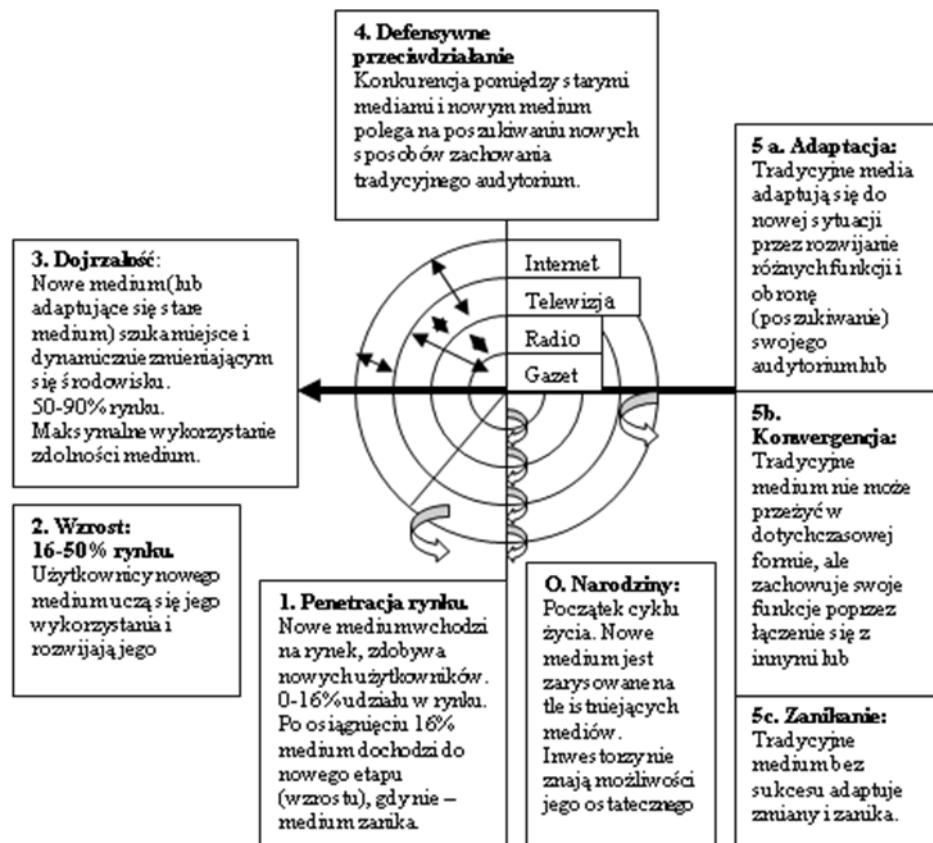 4. Defensywne
przeciwdziałanie
Konkurencja pomiędzy starymi
mediami i nowym medium
polega na poszukiwaniu nowych
sposobów zachowania
tradycyjnego audytorium.
5 a. Adaptacja:
Tradycyjne media
adaptują się do
nowej sytuacji
przez rozwijanie
różnych funkcji i
obronę
(poszukiwanie)
swojego
audytorium lub
3. Dojrzałość:
Nowe medium (lub
adaptujące się stare
medium) szuka miejsce i
dynamicznie zmieniającym
się środowisku.
50-90% rynku.
Maksymalne wykorzystanie
zdolności medium.
Internet
Telewizja
Radio
Gazet
5b.
Konwergencja:
Tradycyjne
medium nie może
przeżyć w
dotychczasowej
formie, ale
zachowuje swoje
funkcje poprzez
łączenie się z
innymi lub
2. Wzrost:
16-50% rynku.
Użytkownicy nowego
medium uczą się jego
wykorzystania i
rozwijają jego
1. Penetracja rynku.
Nowe medium wchodzi
na rynek, zdobywa
nowych użytkowników.
0-16% udziału w rynku.
Po osiągnięciu 16%
medium dochodzi do
nowego etapu
(wzrostu), gdy nie –
medium zanika.
O. Narodziny:
Początek cyklu
życia. Nowe
medium jest
zarysowane na
tle istniejących
mediów.
Inwestorzy nie
znają możliwości
jego ostatecznego
5c. Zanikanie:
Tradycyjne
medium bez
sukcesu adaptuje
zmiany i zanika.